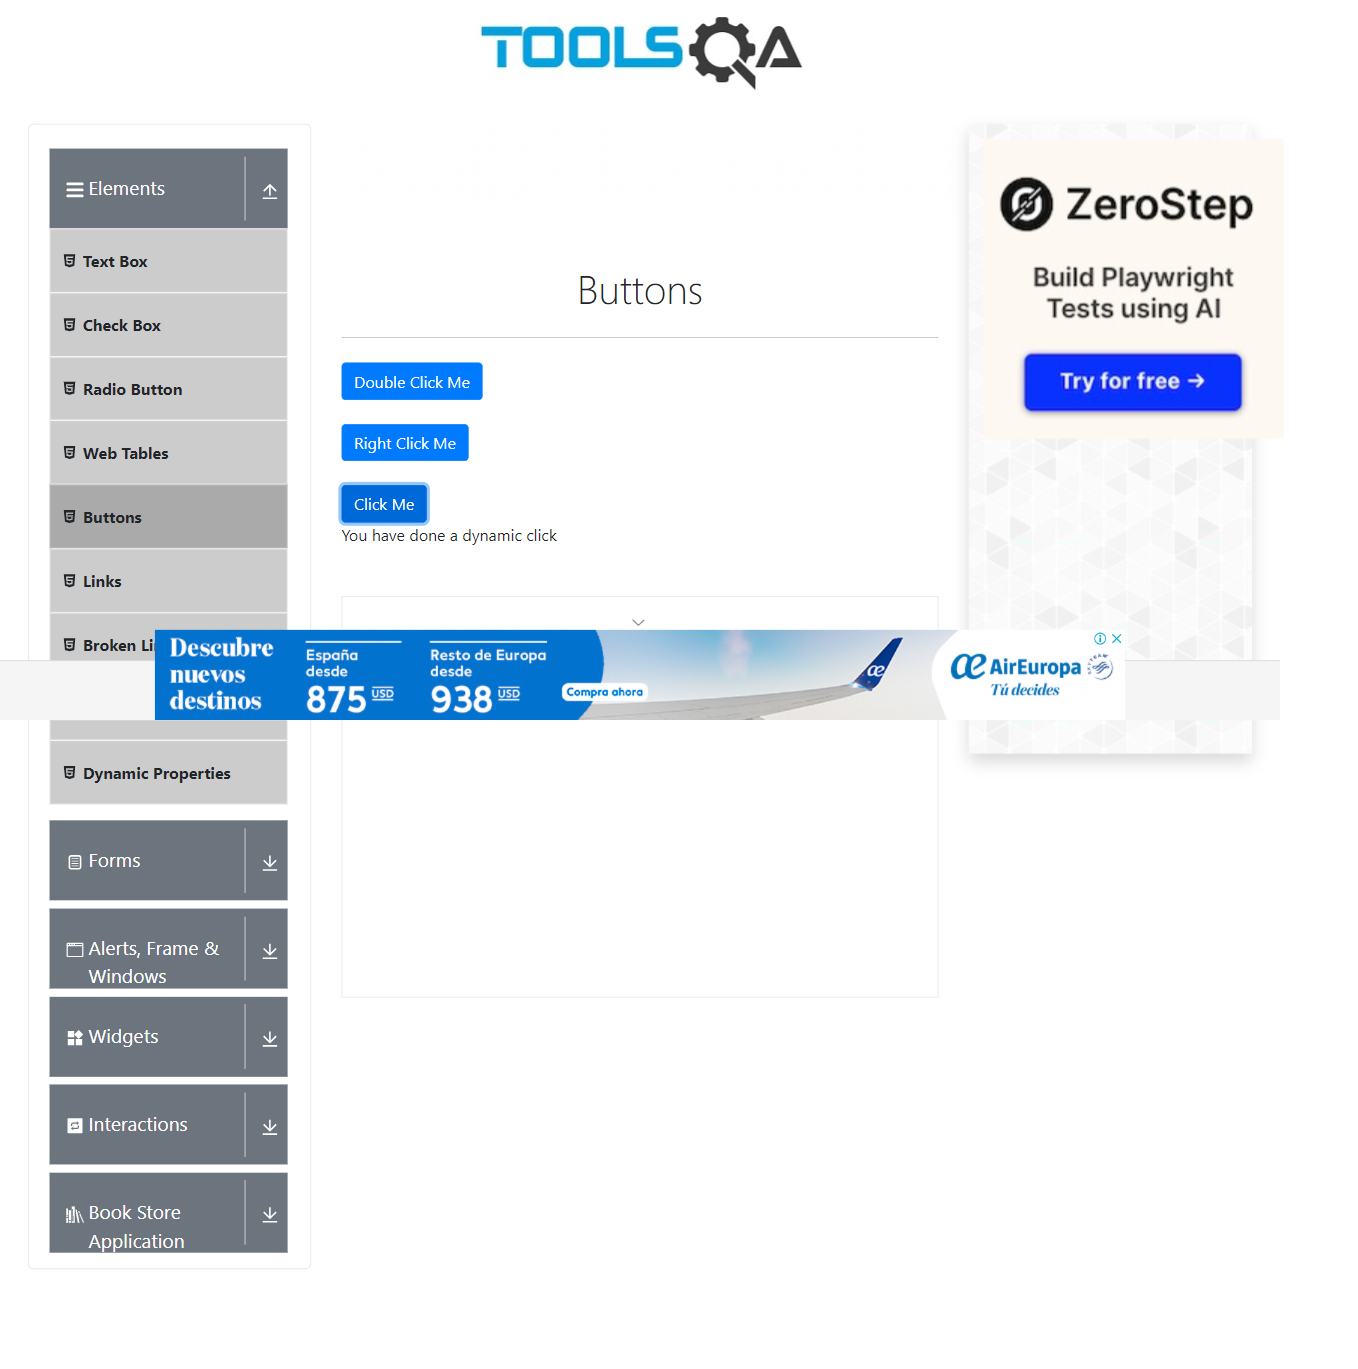 TOOLSQA
Elements
Text Box
Check Box
Radio Button
Web Tables
Buttons
Links
Broken Li
Dynamic Properties
Forms
Alerts, Frame &
Windows
Widgets
Interactions
Book Store
Application
Buttons
Double Click Me
Right Click Me
Click Me
You have done a dynamic click
ZeroStep
Build Playwright
Tests using AI
Try for free →
Descubre
nuevos
destinos
España
desde
875 USD
Resto de Europa
desde
938 USD
Compra ahora
AirEuropa
Tú decides